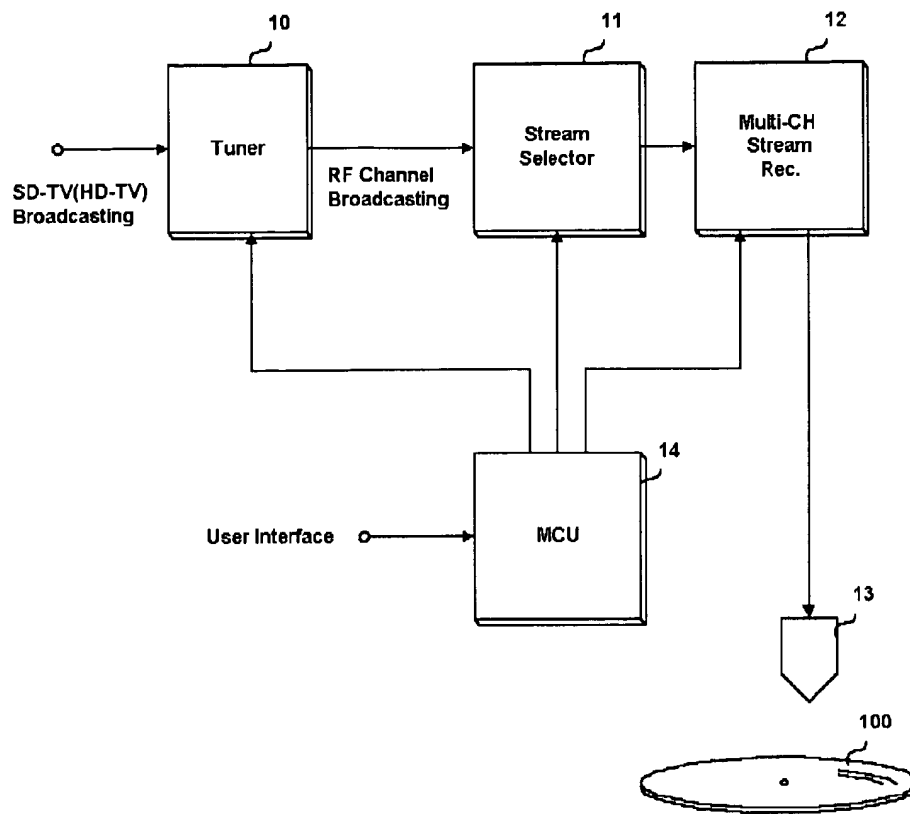 10
11
12
Tuner
Stream
Selector
Multi-CH
Stream
Rec.
SD-TV(HD-TV)
Broadcasting
RF Channel
Broadcasting
14
User Interface
MCU
13
100